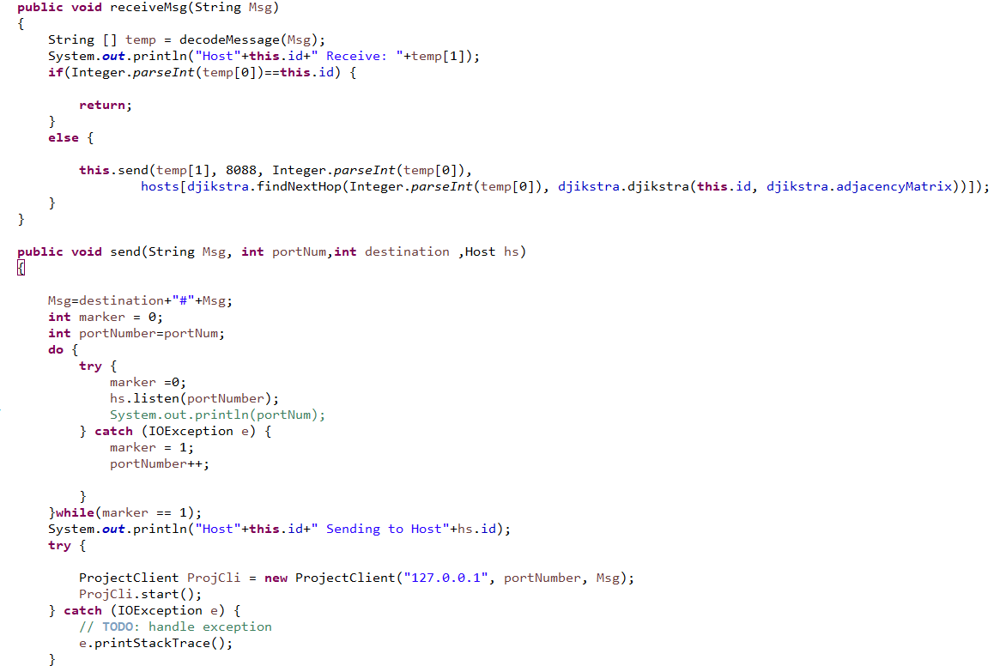 public void receiveMsg(String Msg)
{
    String [] temp = decodeMessage(Msg);
    System.out.println("Host"+this.id+" Receive: "+temp[1]);
    if(Integer.parseInt(temp[0])==this.id) {
        return;
    }
    else {
        this.send(temp[1], 8088, Integer.parseInt(temp[0]),
                hosts[djikstra.findNextHop(Integer.parseInt(temp[0]), djikstra.djikstra(this.id, djikstra.adjacencyMatrix))]);
    }
}
public void send(String Msg, int portNum,int destination ,Host hs)
{
    Msg=destination+"#"+Msg;
    int marker = 0;
    int portNumber=portNum;
    do {
        try {
            marker =0;
            hs.listen(portNumber);
            System.out.println(portNum);
        } catch (IOException e) {
            marker = 1;
            portNumber++;
        }
    }while(marker == 1);
    System.out.println("Host"+this.id+" Sending to Host"+hs.id);
    try {
        ProjectClient ProjCli = new ProjectClient("127.0.0.1", portNumber, Msg);
        ProjCli.start();
    } catch (IOException e) {
        // TODO: handle exception
        e.printStackTrace();
    }